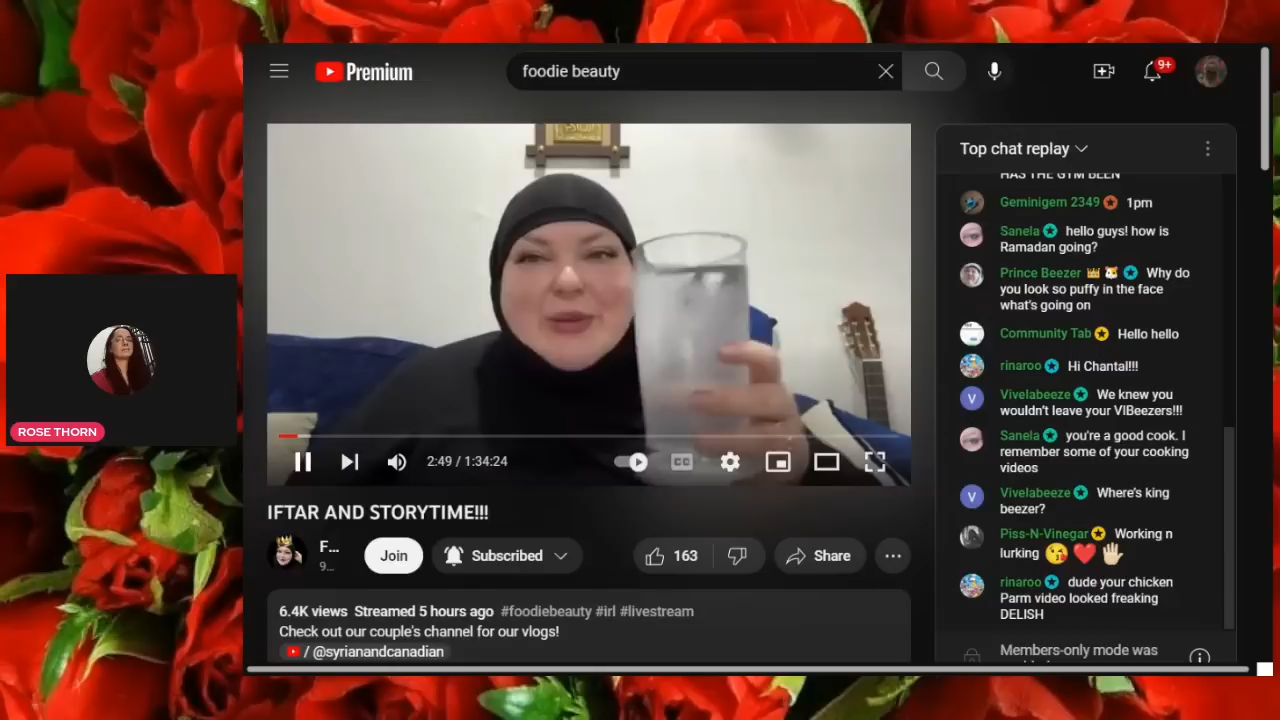 Premium
foodie beauty
9+
Top chat replay
HAS THE GYM BEEN
Geminigem 2349 1pm
Sanela hello guys! how is
Ramadan going?
Prince Beezer Why do
you look so puffy in the face
what's going on
Community Tab Hello hello
rinaroo Hi Chantal!!!
V Vivelabeeze We knew you
wouldn't leave your VIBeezers!!!
Sanela you're a good cook. I
remember some of your cooking
videos
V Vivelabeeze Where's king
beezer?
Piss-N-Vinegar Working n
lurking
rinaroo dude your chicken
Parm video looked freaking
DELISH
Members-only mode was
ROSE THORN
2:49 / 1:34:24
CC
IFTAR AND STORYTIME!!!
F...
9...
Join
Subscribed
163
Share
6.4K views Streamed 5 hours ago #foodiebeauty #irl #livestream
Check out our couple's channel for our vlogs!
/ @syrianandcanadian